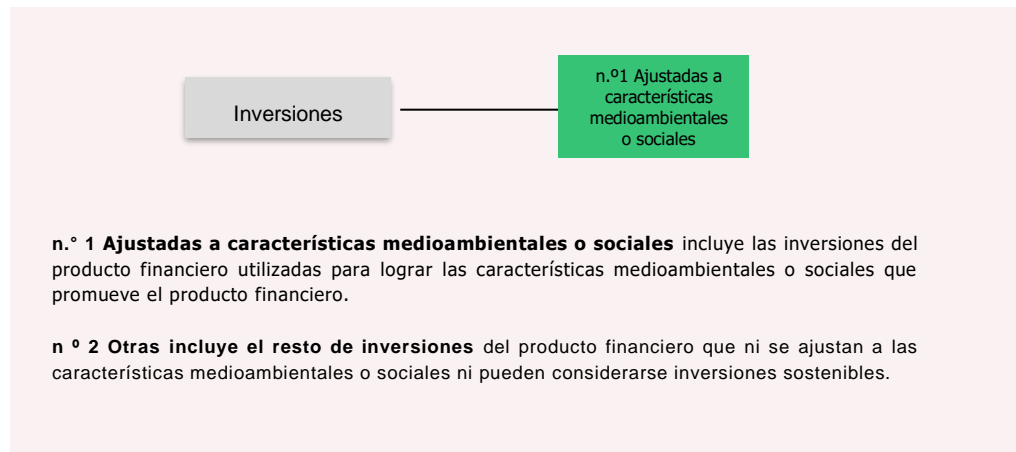 Inversiones
n.º1 Ajustadas a
características
medioambientales
o sociales
n.° 1 Ajustadas a características medioambientales o sociales incluye las inversiones del
producto financiero utilizadas para lograr las características medioambientales o sociales que
promueve el producto financiero.
n º 2 Otras incluye el resto de inversiones del producto financiero que ni se ajustan a las
características medioambientales o sociales ni pueden considerarse inversiones sostenibles.